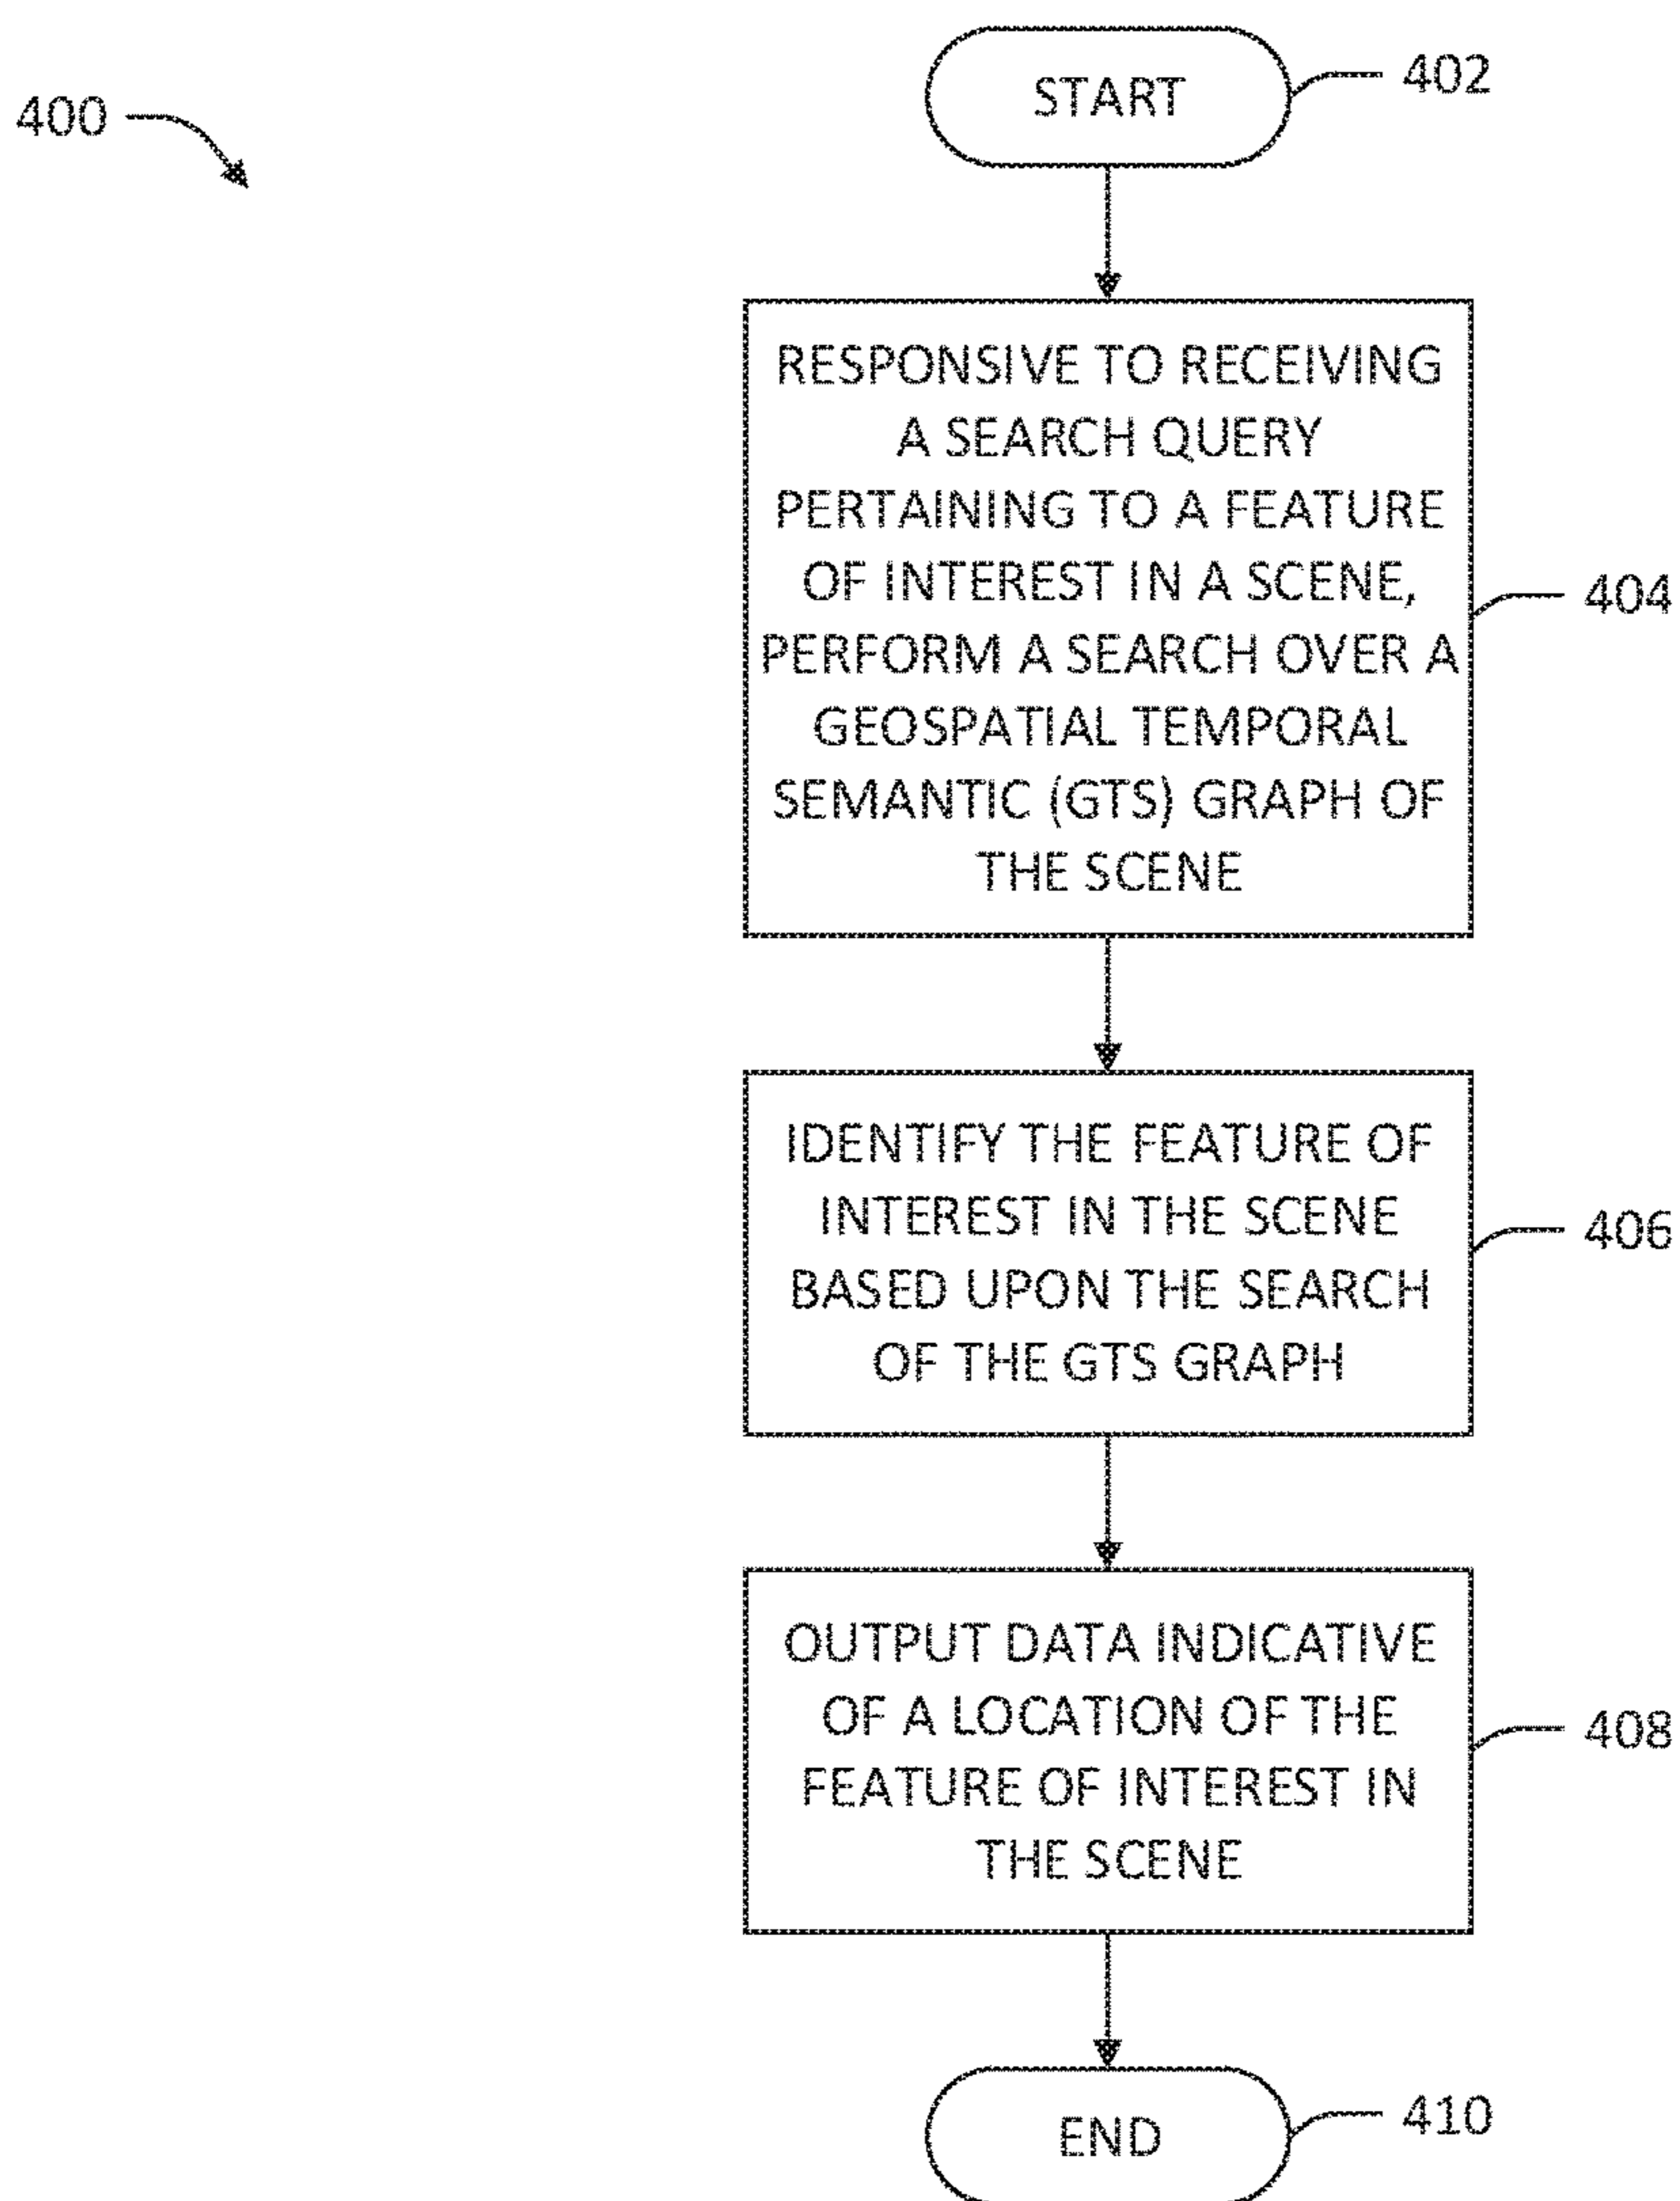 400
START
402
RESPONSIVE TO RECEIVING
A SEARCH QUERY
PERTAINING TO A FEATURE
OF INTEREST IN A SCENE,
PERFORM A SEARCH OVER A
GEOSPATIAL TEMPORAL
SEMANTIC (GTS) GRAPH OF
THE SCENE
404
IDENTIFY THE FEATURE OF
INTEREST IN THE SCENE
BASED UPON THE SEARCH
OF THE GTS GRAPH
406
OUTPUT DATA INDICATIVE
OF A LOCATION OF THE
FEATURE OF INTEREST IN
THE SCENE
408
END
410